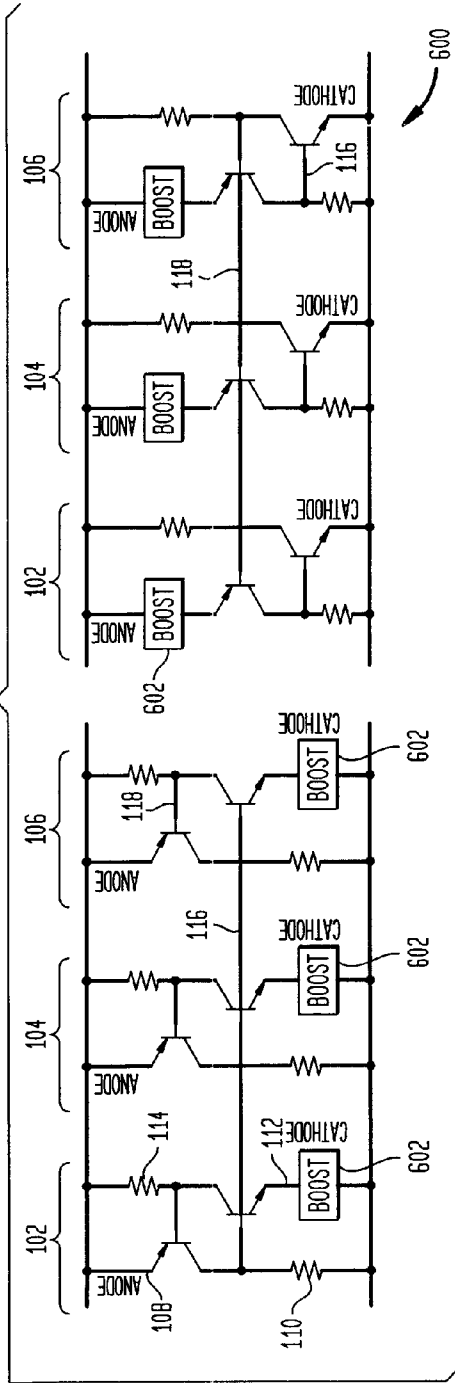 102
104
106
ANODE
108
114
ANODE
ANODE
118
116
110
112
CATHODE
BOOST
602
CATHODE
BOOST
602
CATHODE
BOOST
602
102
104
106
ANODE
BOOST
602
ANODE
BOOST
ANODE
BOOST
118
116
CATHODE
CATHODE
CATHODE
600